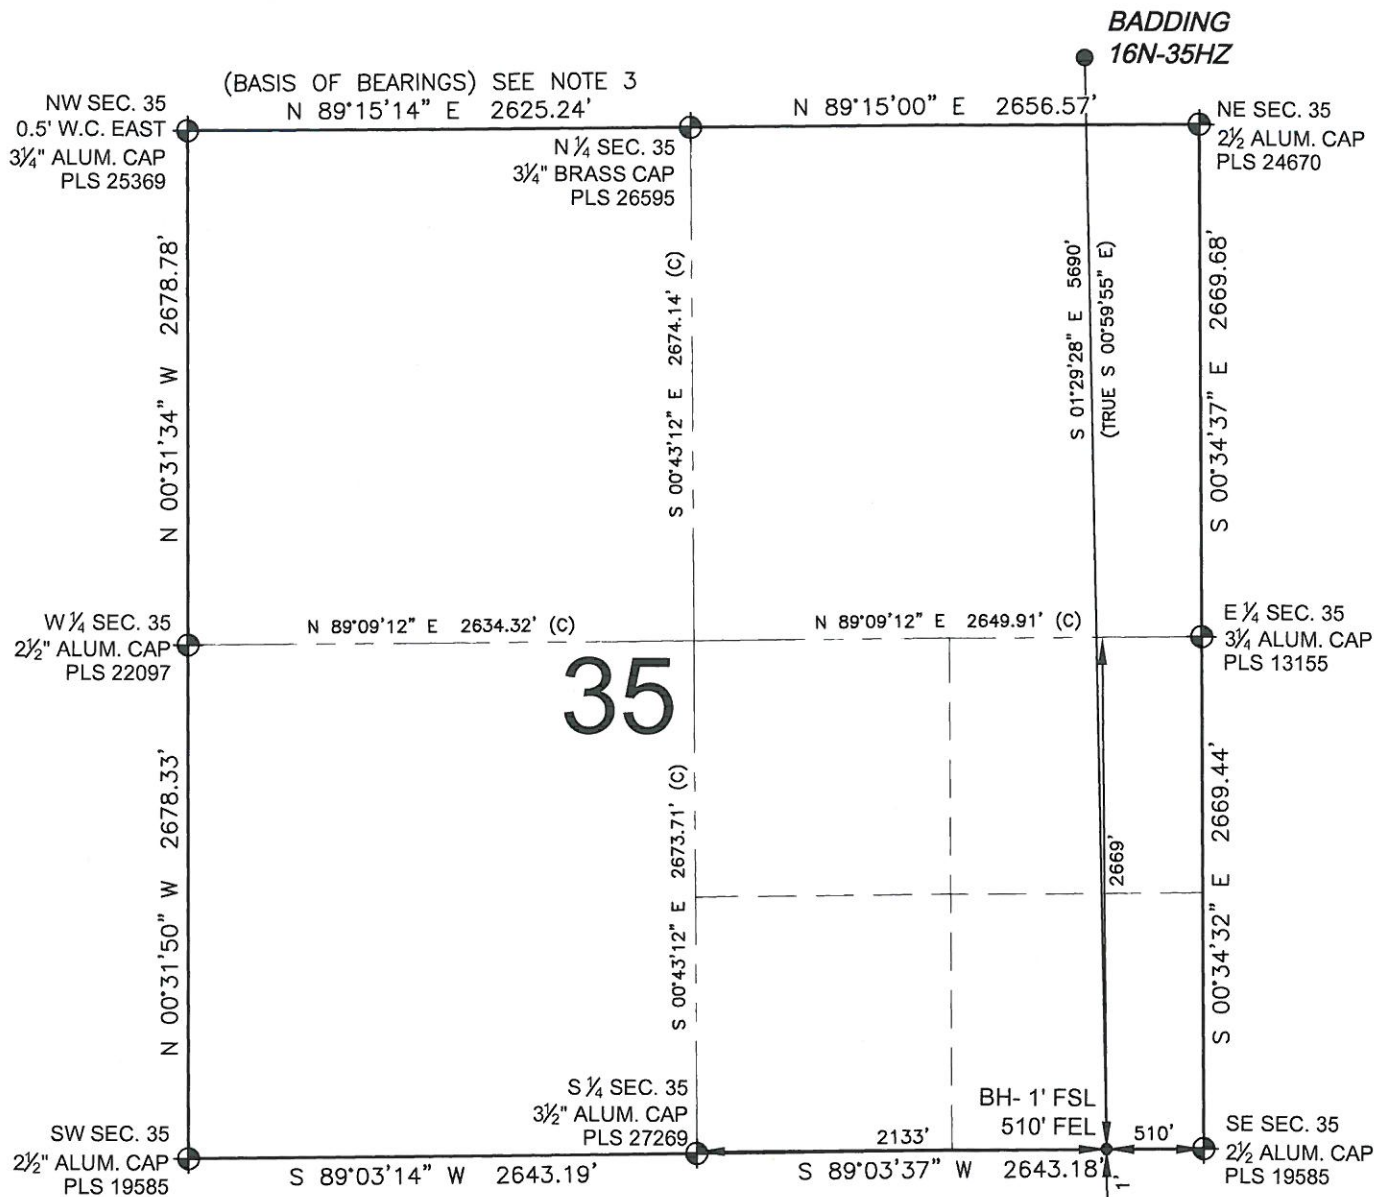 BADDING
16N-35HZ
(BASIS OF BEARINGS) SEE NOTE 3
N 89°15'14" E 2625.24'
N 89°15'00" E 2656.57'
NW SEC. 35
0.5' W.C. EAST
3¼" ALUM. CAP
PLS 25369
N ¼ SEC. 35
3¼" BRASS CAP
PLS 26595
NE SEC. 35
2½ ALUM. CAP
PLS 24670
N 00°31'34" W 2678.78'
S 00°43'12" E 2674.14' (C)
S 01°29'28" E 5690'
(TRUE S 00°59'55" E)
S 00°34'37" E 2669.68'
W ¼ SEC. 35
2½" ALUM. CAP
PLS 22097
N 89°09'12" E 2634.32' (C)
N 89°09'12" E 2649.91' (C)
E ¼ SEC. 35
3¼ ALUM. CAP
PLS 13155
35
N 00°31'50" W 2678.33'
S 00°43'12" E 2673.71' (C)
2669'
S 00°34'32" E 2669.44'
S ¼ SEC. 35
3½" ALUM. CAP
PLS 27269
BH- 1' FSL
510' FEL
SW SEC. 35
2½" ALUM. CAP
PLS 19585
2133'
510'
SE SEC. 35
2½ ALUM. CAP
PLS 19585
S 89°03'14" W 2643.19'
S 89°03'37" W 2643.18'
1'